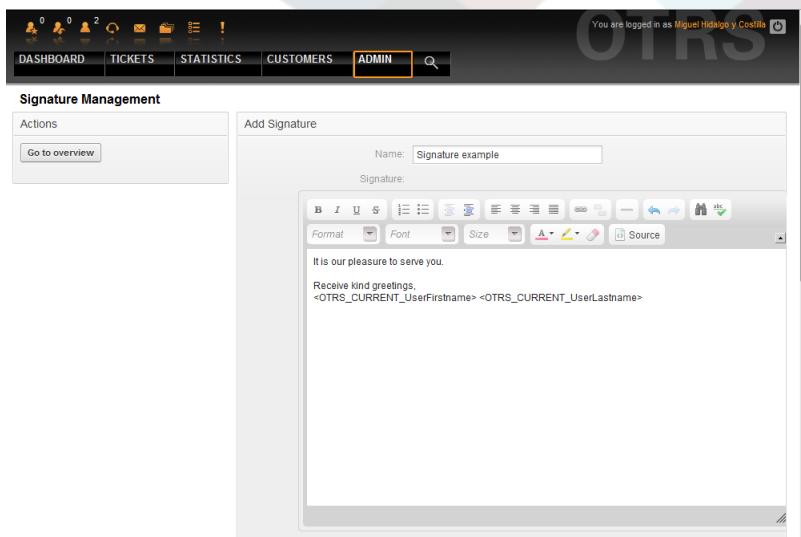 0 0 2
You are logged in as Miguel Hidalgo y Costilla
OTRS
DASHBOARD TICKETS STATISTICS CUSTOMERS ADMIN
Signature Management
Actions
Go to overview
Add Signature
Name: Signature example
Signature:
B I U S
abc
Format Font Size A Source
It is our pleasure to serve you.
Receive kind greetings,
<OTRS_CURRENT_UserFirstname> <OTRS_CURRENT_UserLastname>